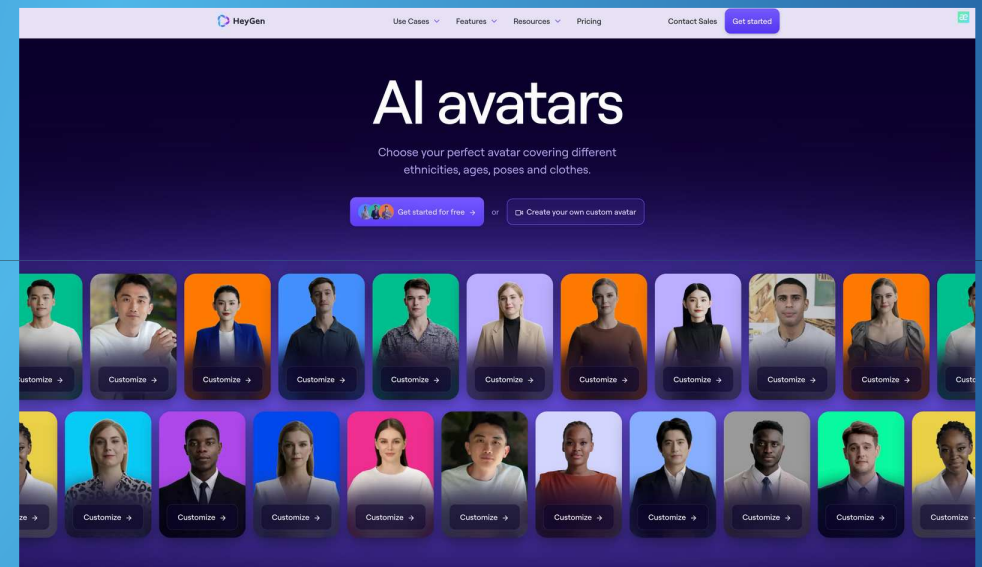 HeyGen
Use Cases Features Resources Pricing Contact Sales Get started
AI avatars
Choose your perfect avatar covering different
ethnicities, ages, poses and clothes.
Get started for free → or Create your own custom avatar
Customize → Customize → Customize → Customize → Customize → Customize → Customize → Customize → Customize →
Customize → Customize → Customize → Customize → Customize → Customize → Customize → Customize → Customize → Customize